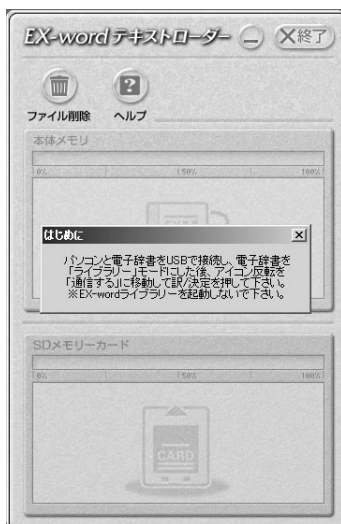 EX-word テキストローダー
終了
ファイル削除 ヘルプ
本体メモリ
0% 50% 100%
はじめに
パソコンと電子辞書をUSBで接続し、電子辞書を
「ライブラリー」モードにした後、アイコン反転を
「通信する」に移動して訳/決定を押して下さい。
※EX-wordライブラリーを起動しないで下さい。
SDメモリーカード
0% 50% 100%
CARD